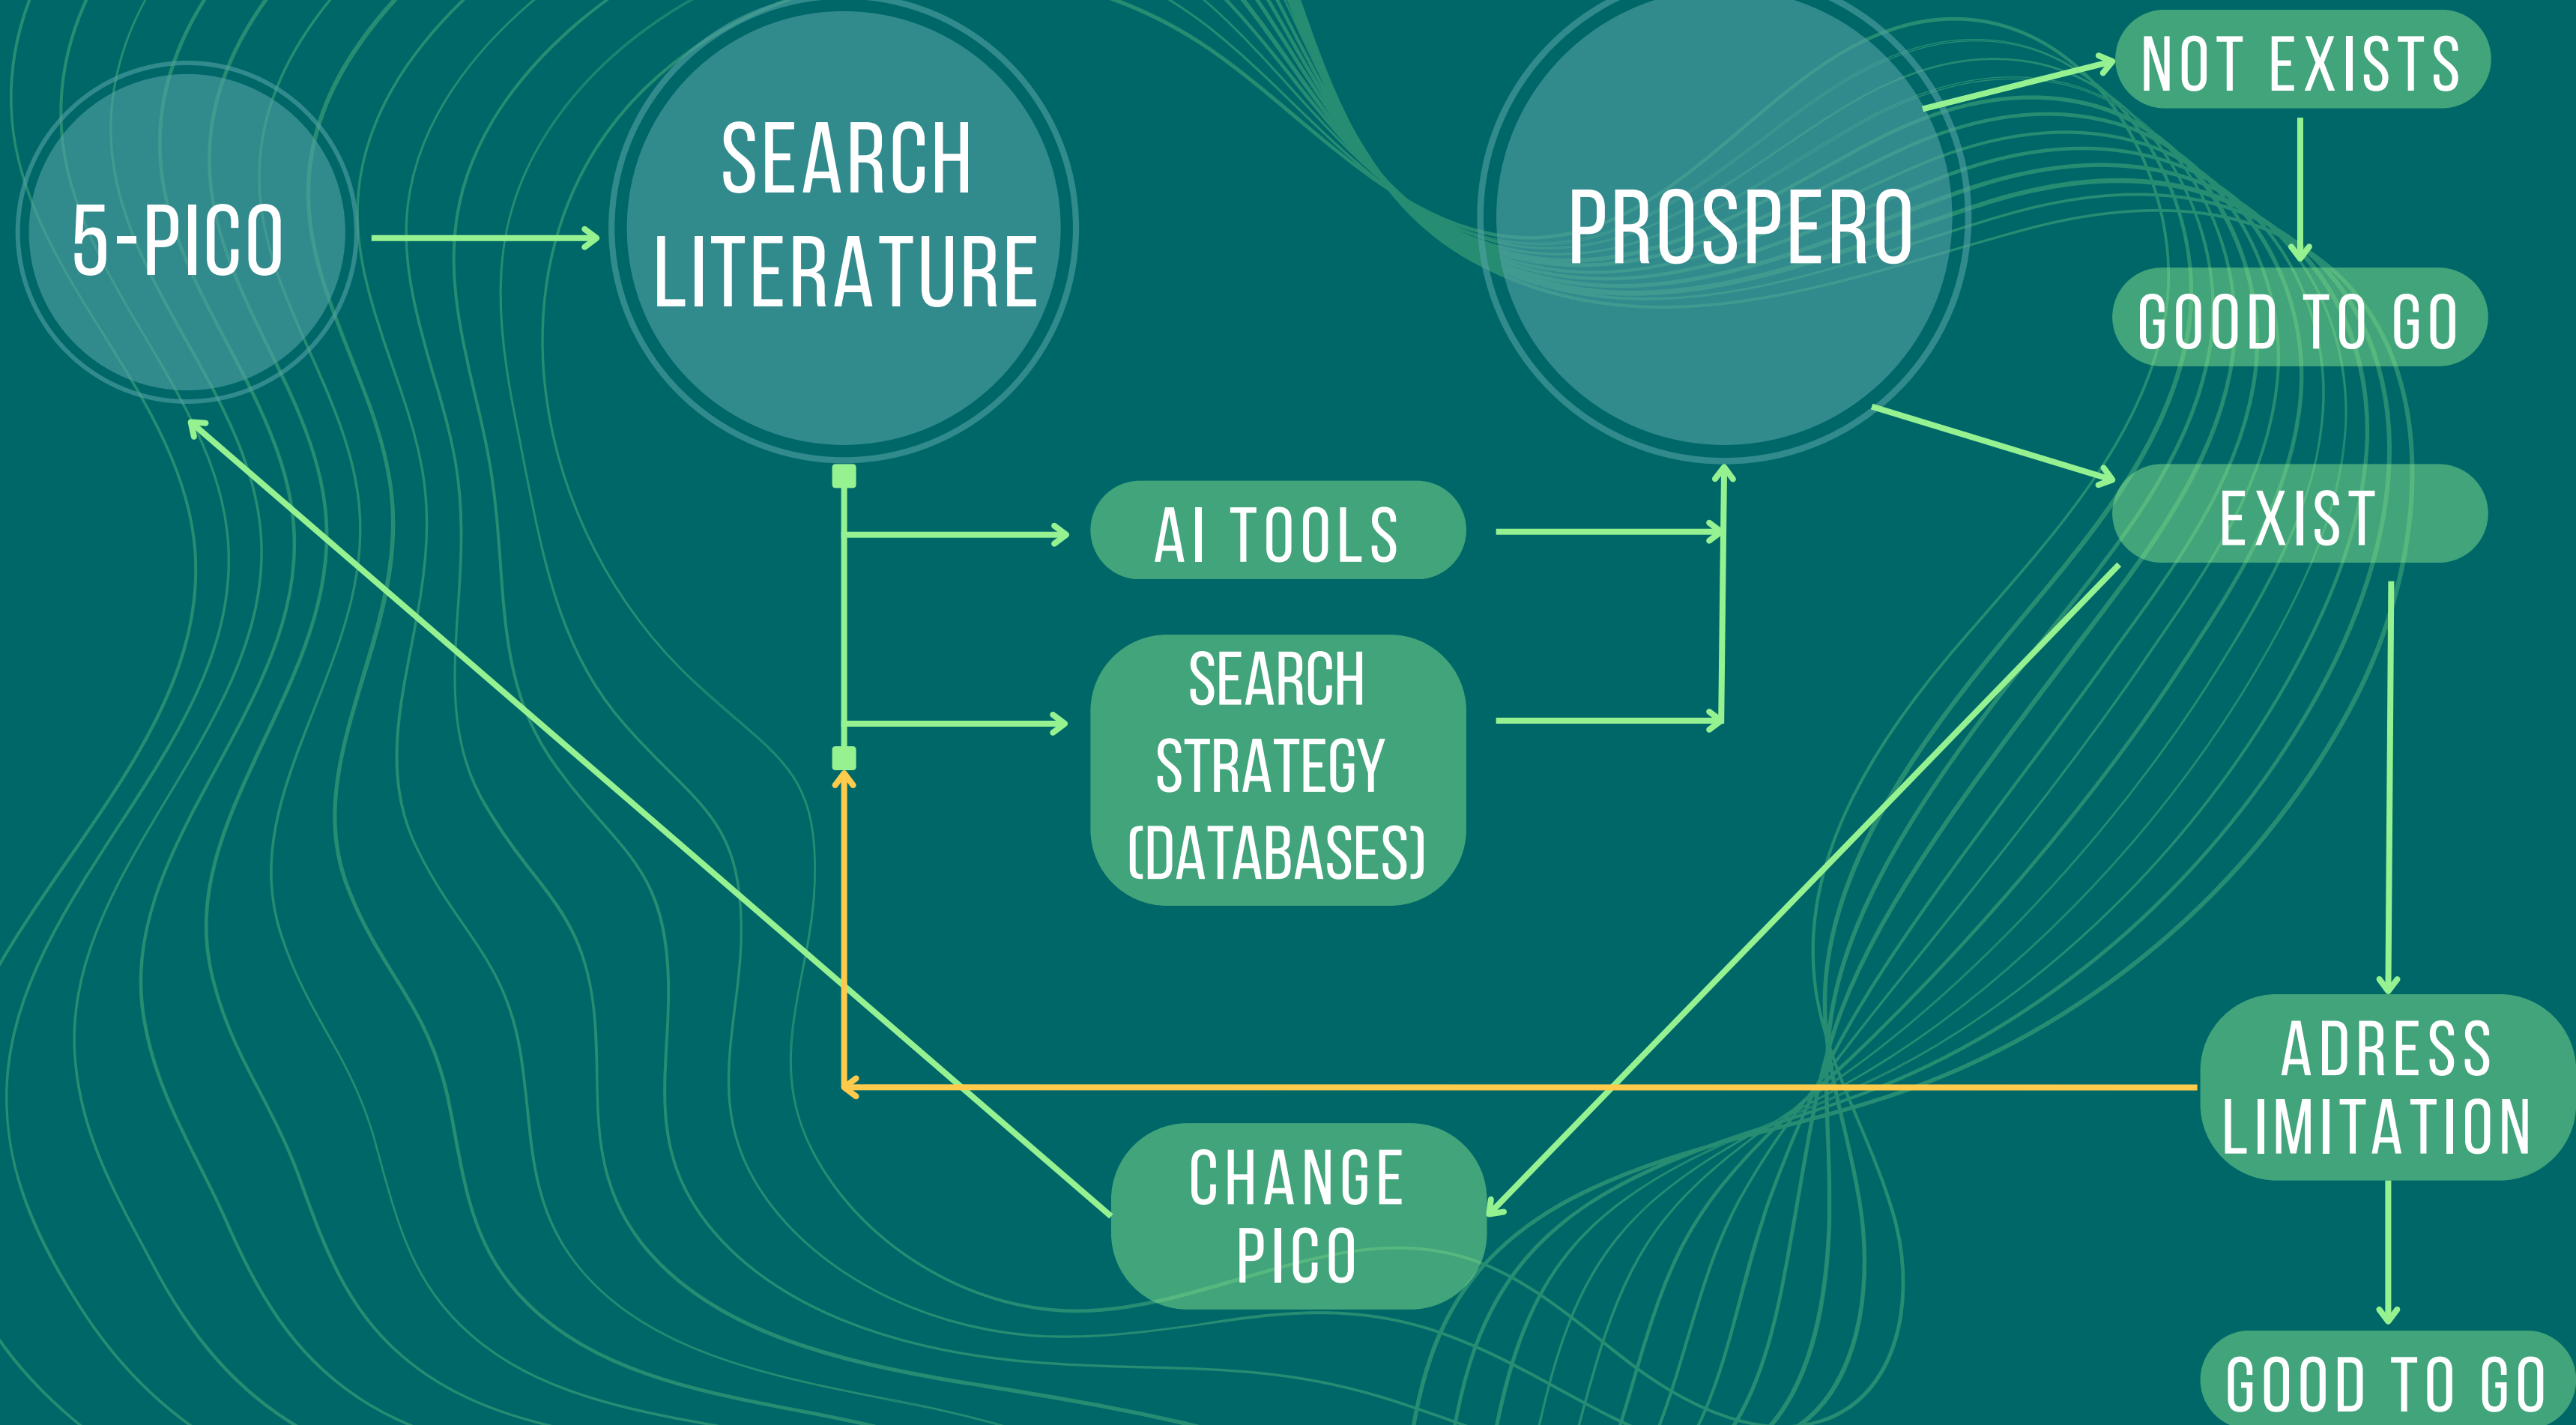 5-PICO
SEARCH
LITERATURE
PROSPERO
NOT EXISTS
GOOD TO GO
EXIST
AI TOOLS
SEARCH
STRATEGY
(DATABASES)
CHANGE
PICO
ADRESS
LIMITATION
GOOD TO GO